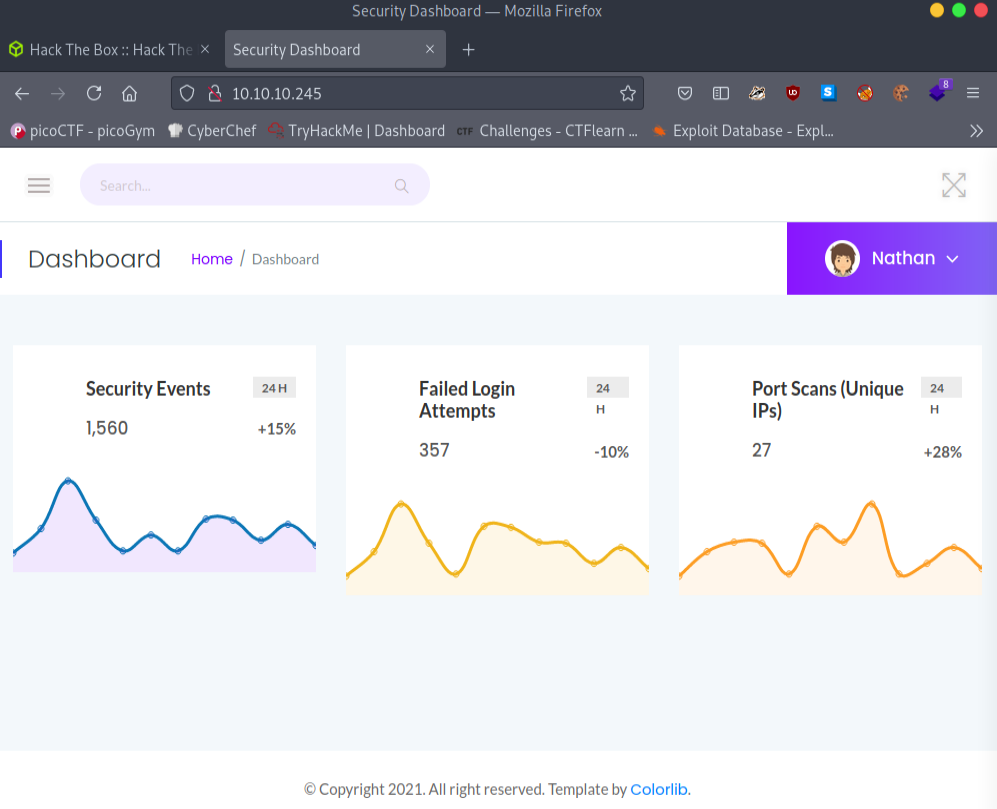 Security Dashboard — Mozilla Firefox
Hack The Box :: Hack The
Security Dashboard
10.10.10.245
8
picoCTF - picoGym
CyberChef
TryHackMe | Dashboard
CTF Challenges - CTFlearn ...
Exploit Database - Expl...
Search...
Dashboard
Home / Dashboard
Nathan
Security Events
24 H
1,560
+15%
Failed Login
Attempts
24
H
357
-10%
Port Scans (Unique
IPs)
24
H
27
+28%
© Copyright 2021. All right reserved. Template by Colorlib.